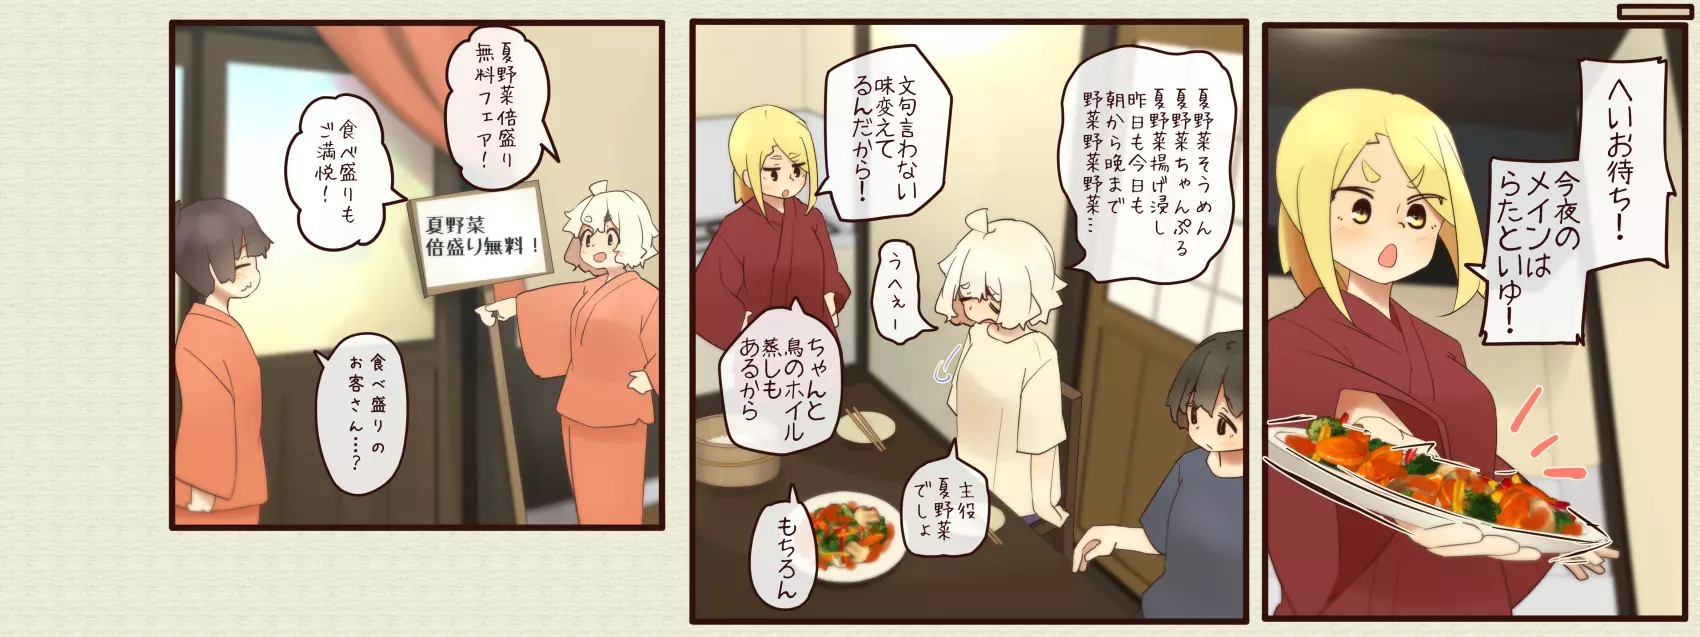 へいお待ち！
今夜の
メインは
らたといゆ！
夏野菜そうめん
夏野菜ちゃんぷる
夏野菜揚げ浸し
昨日も今日も
朝から晩まで
野菜野菜野菜…
文句言わない
味変えて
るんだから！
うへぇー
ちゃんと
鳥のホイル
蒸しも
あるから
主役
夏野菜
でしょ
もちろん
夏野菜倍盛り
無料フェア！
食べ盛りも
ご満悦！
夏野菜
倍盛り無料！
食べ盛りの
お客さん…？